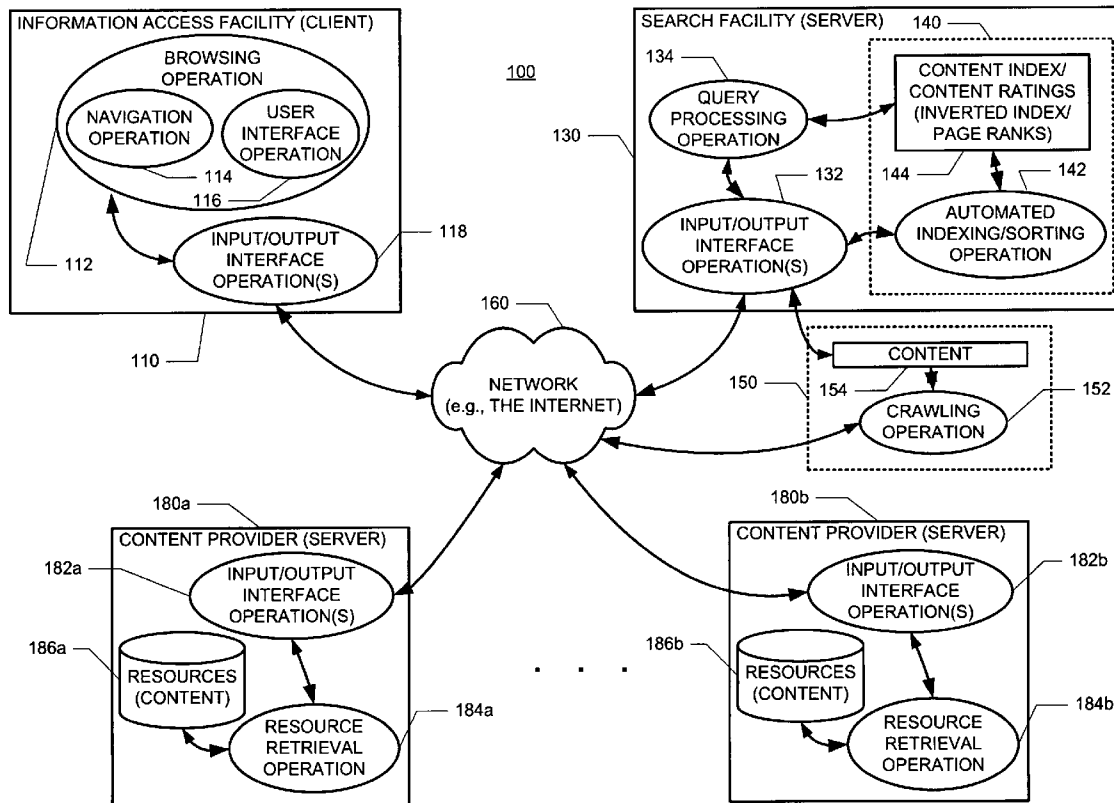 INFORMATION ACCESS FACILITY (CLIENT)
BROWSING
OPERATION
NAVIGATION
OPERATION
USER
INTERFACE
OPERATION
114
116
112
INPUT/OUTPUT
INTERFACE
OPERATION(S)
118
110
100
SEARCH FACILITY (SERVER)
140
134
QUERY
PROCESSING
OPERATION
CONTENT INDEX/
CONTENT RATINGS
(INVERTED INDEX/
PAGE RANKS)
130
132
144
142
INPUT/OUTPUT
INTERFACE
OPERATION(S)
AUTOMATED
INDEXING/SORTING
OPERATION
160
NETWORK
(e.g., THE INTERNET)
CONTENT
150
154
152
CRAWLING
OPERATION
180a
CONTENT PROVIDER (SERVER)
182a
INPUT/OUTPUT
INTERFACE
OPERATION(S)
186a
RESOURCES
(CONTENT)
RESOURCE
RETRIEVAL
OPERATION
184a
. . .
180b
CONTENT PROVIDER (SERVER)
INPUT/OUTPUT
INTERFACE
OPERATION(S)
182b
186b
RESOURCES
(CONTENT)
RESOURCE
RETRIEVAL
OPERATION
184b